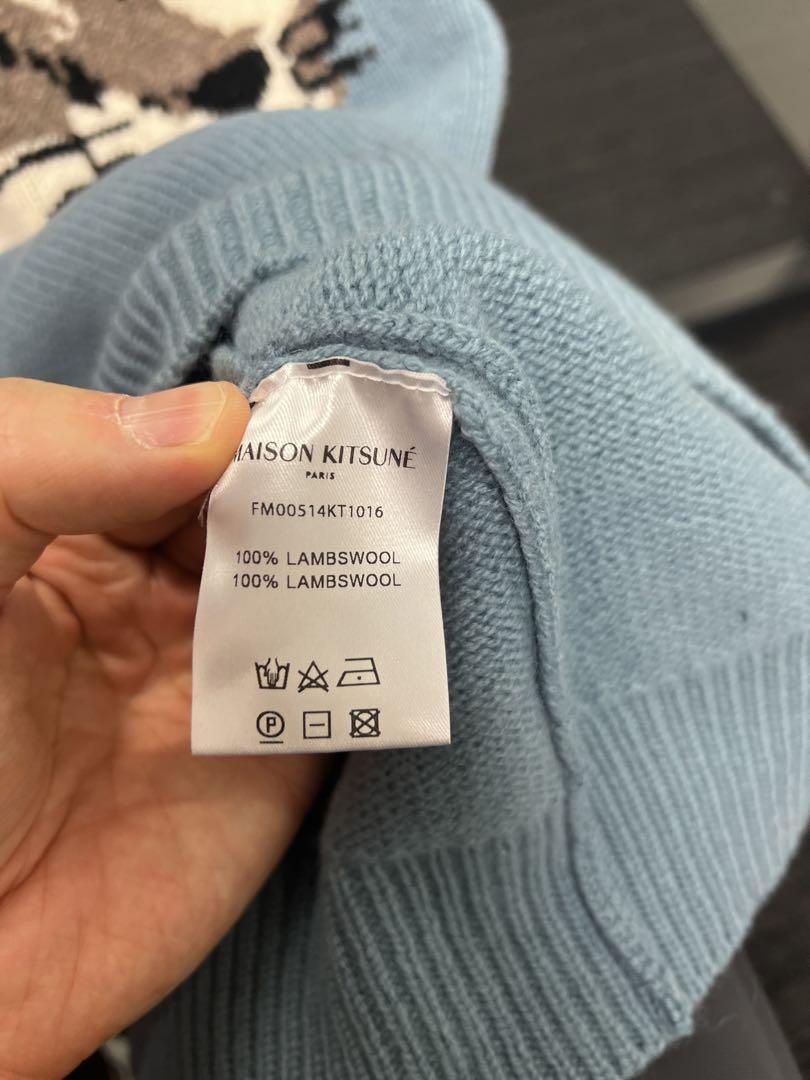 MAISON KITSUNÉ
PARIS
FM00514KT1016
100% LAMBSWOOL
100% LAMBSWOOL
P